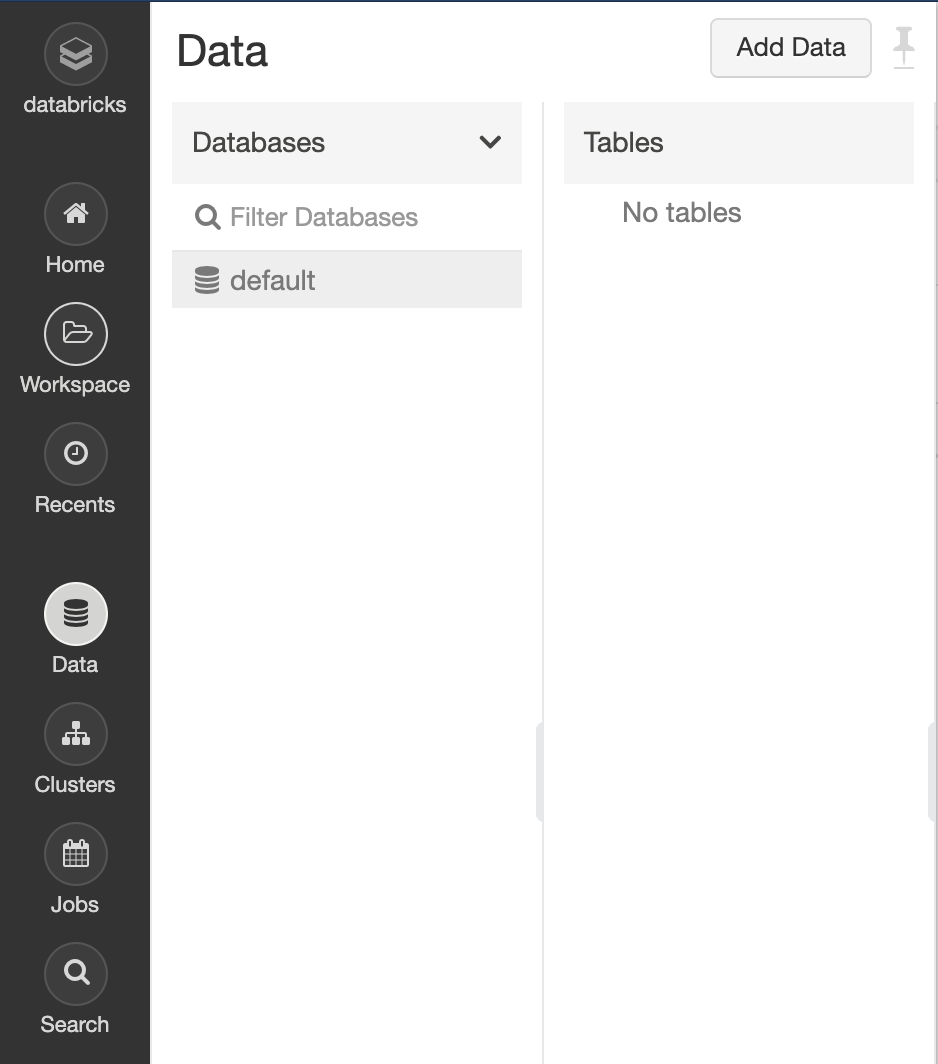 databricks
Home
Workspace
Recents
Data
Clusters
Jobs
Search
Data
Add Data
Databases
Filter Databases
default
Tables
No tables